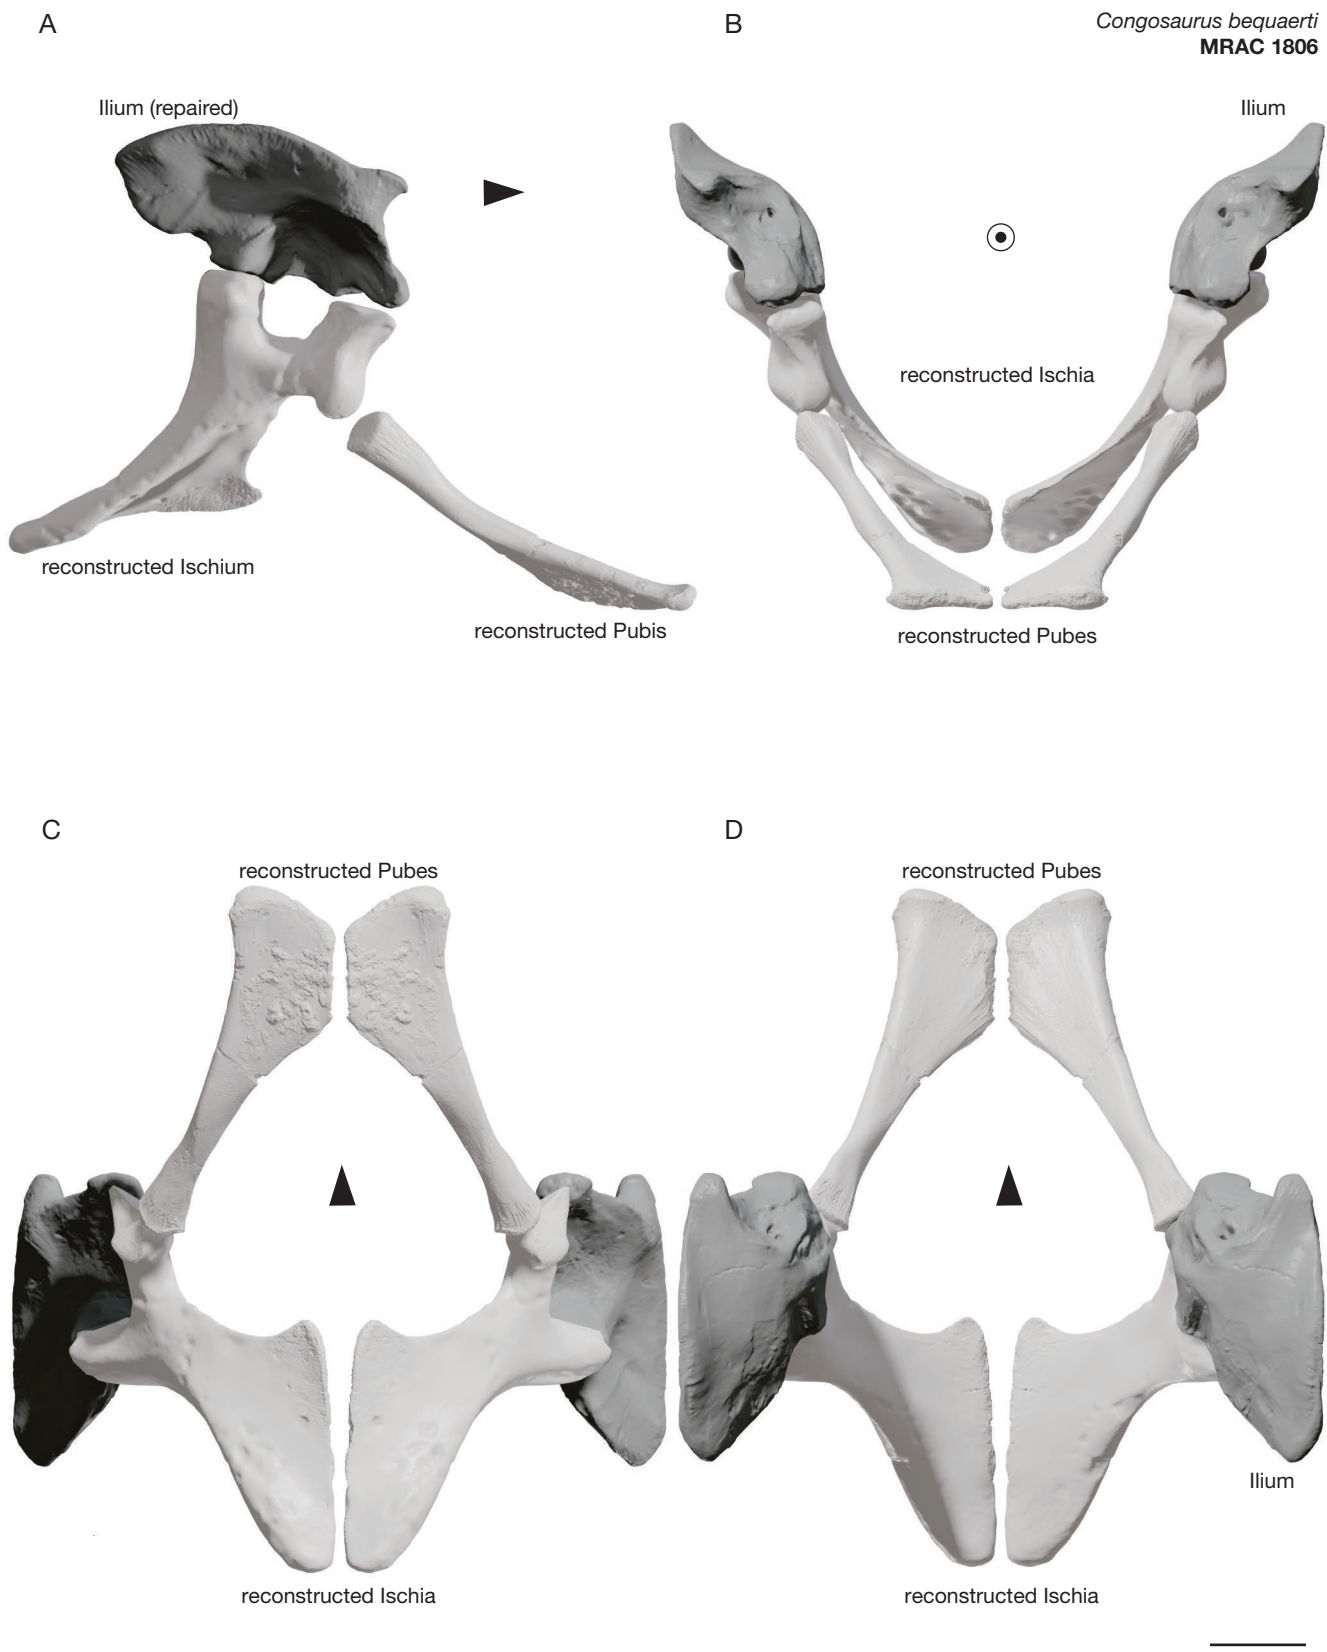 A
B
Congosaurus bequaerti
MRAC 1806
Ilium (repaired)
Ilium
reconstructed Ischia
reconstructed Ischium
reconstructed Pubis
reconstructed Pubes
C
D
reconstructed Pubes
reconstructed Pubes
Ilium
reconstructed Ischia
reconstructed Ischia